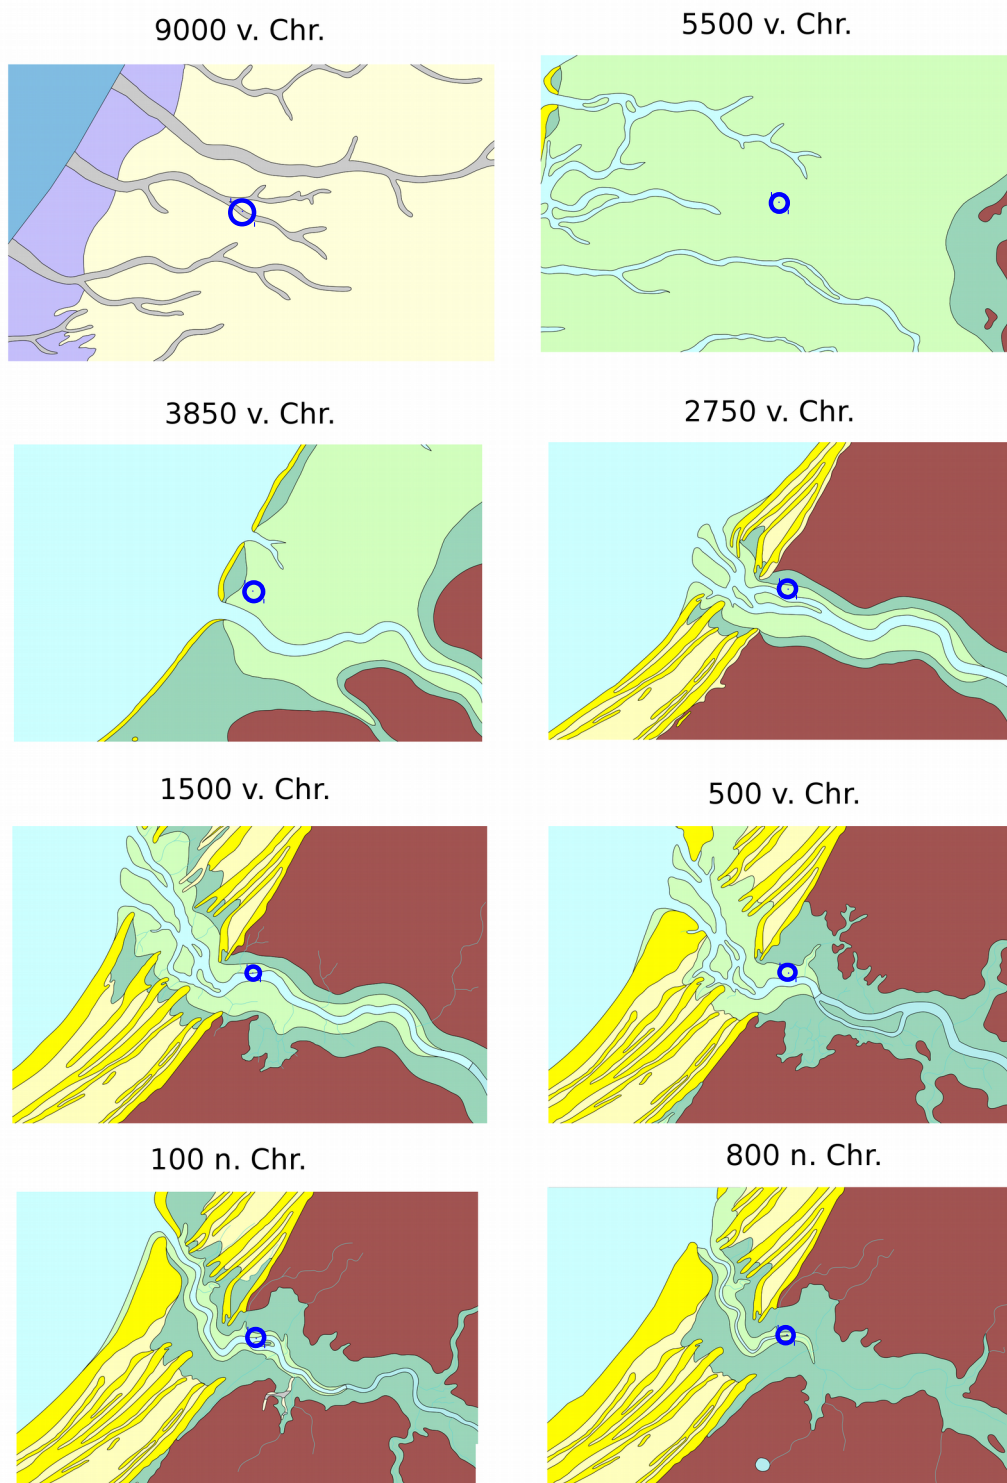 9000 v. Chr.
5500 v. Chr.
3850 v. Chr.
2750 v. Chr.
1500 v. Chr.
500 v. Chr.
100 n. Chr.
800 n. Chr.